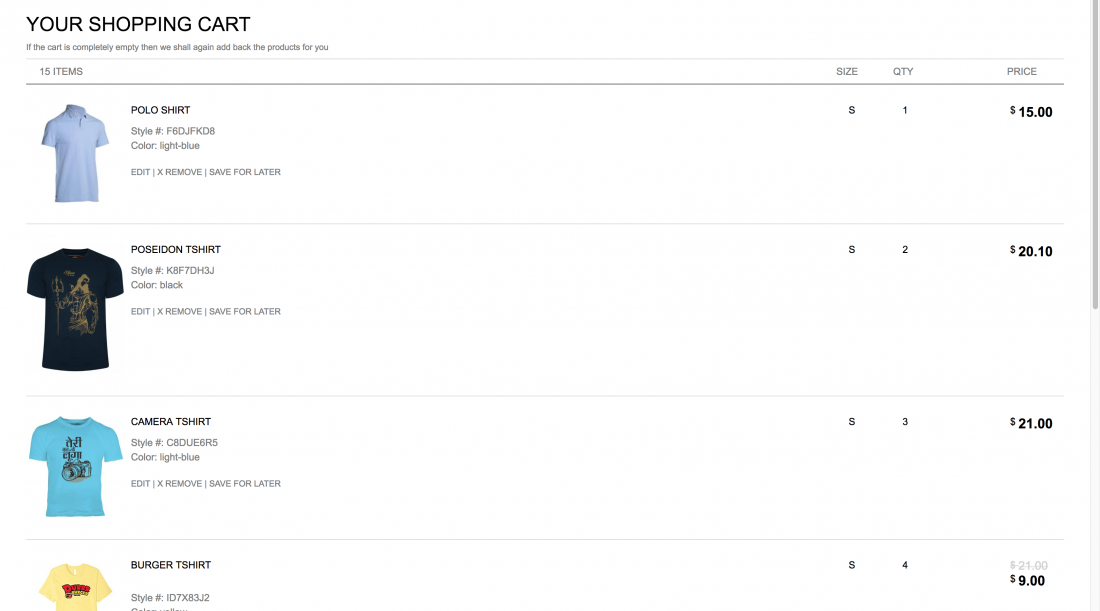 YOUR SHOPPING CART
If the cart is completely empty then we shall again add back the products for you
15 ITEMS SIZE QTY PRICE
POLO SHIRT S 1 $ 15.00
Style #: F6DJFKD8
Color: light-blue
EDIT | X REMOVE | SAVE FOR LATER
POSEIDON TSHIRT S 2 $ 20.10
Style #: K8F7DH3J
Color: black
EDIT | X REMOVE | SAVE FOR LATER
CAMERA TSHIRT S 3 $ 21.00
Style #: C8DUE6R5
Color: light-blue
EDIT | X REMOVE | SAVE FOR LATER
तेरी
लूंगा
BURGER TSHIRT S 4 $ 21.00
$ 9.00
Style #: ID7X83J2
Color: yellow